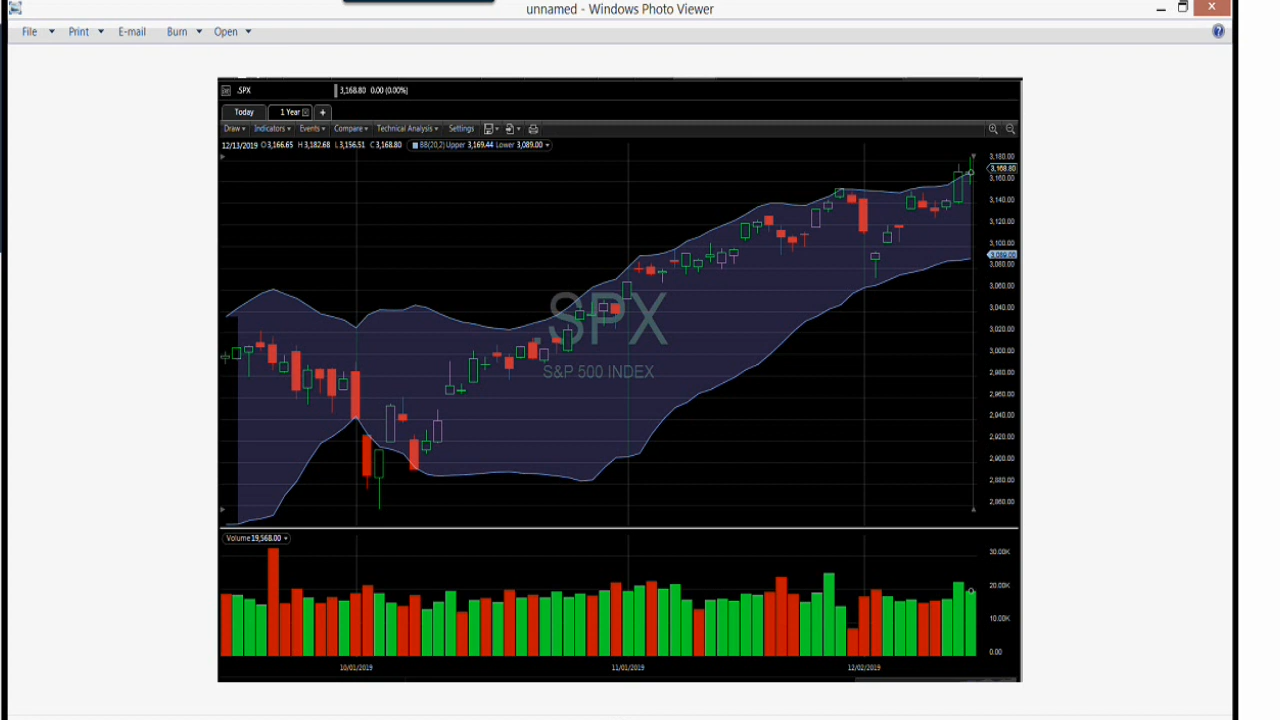 unnamed - Windows Photo Viewer
File Print E-mail Burn Open
.SPX 3,168.80 0.00 (0.00%)
Today 1 Year +
Draw Indicators Events Compare Technical Analysis Settings
12/13/2019 O 3,166.65 H 3,182.68 L 3,156.51 C 3,168.80 BB(20,2) Upper 3,169.44 Lower 3,089.00
3,180.00
3,168.80
3,160.00
3,140.00
3,120.00
3,100.00
3,089.00
3,080.00
3,060.00
3,040.00
3,020.00
3,000.00
2,980.00
2,960.00
2,940.00
2,920.00
2,900.00
2,880.00
2,860.00
.SPX
S&P 500 INDEX
Volume 19,568.00
30.00K
20.00K
10.00K
0.00
10/01/2019 11/01/2019 12/02/2019